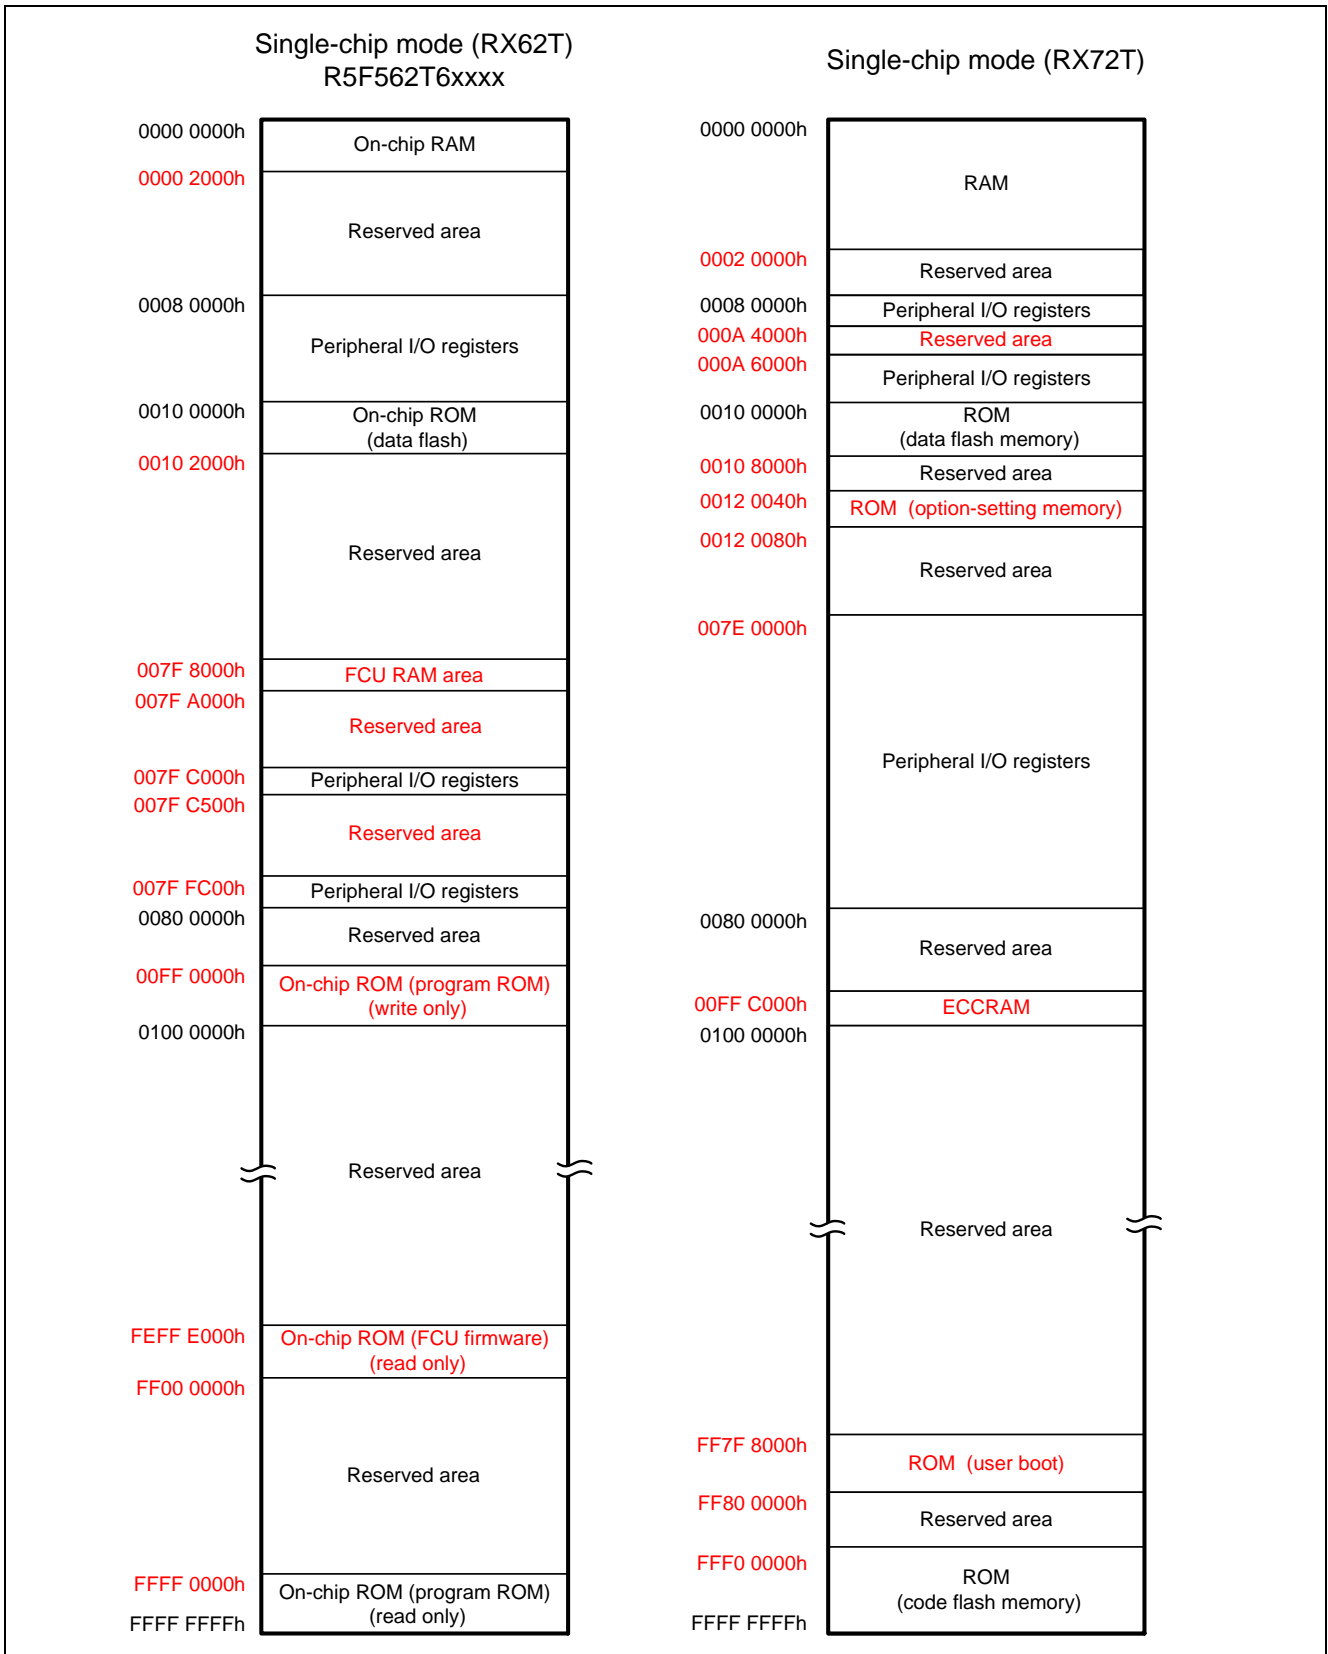 Single-chip mode (RX62T)
R5F562T6xxxx
0000 0000h
On-chip RAM
0000 2000h
Reserved area
0008 0000h
Peripheral I/O registers
0010 0000h
On-chip ROM
(data flash)
0010 2000h
Reserved area
007F 8000h
FCU RAM area
007F A000h
Reserved area
007F C000h
Peripheral I/O registers
007F C500h
Reserved area
007F FC00h
Peripheral I/O registers
0080 0000h
Reserved area
00FF 0000h
On-chip ROM (program ROM)
(write only)
0100 0000h
Reserved area
FEFF E000h
On-chip ROM (FCU firmware)
(read only)
FF00 0000h
Reserved area
FFFF 0000h
On-chip ROM (program ROM)
(read only)
FFFF FFFFh
Single-chip mode (RX72T)
0000 0000h
RAM
0002 0000h
Reserved area
0008 0000h
Peripheral I/O registers
000A 4000h
Reserved area
000A 6000h
Peripheral I/O registers
0010 0000h
ROM
(data flash memory)
0010 8000h
Reserved area
0012 0040h
ROM (option-setting memory)
0012 0080h
Reserved area
007E 0000h
Peripheral I/O registers
0080 0000h
Reserved area
00FF C000h
ECCRAM
0100 0000h
Reserved area
FF7F 8000h
ROM (user boot)
FF80 0000h
Reserved area
FFF0 0000h
ROM
(code flash memory)
FFFF FFFFh